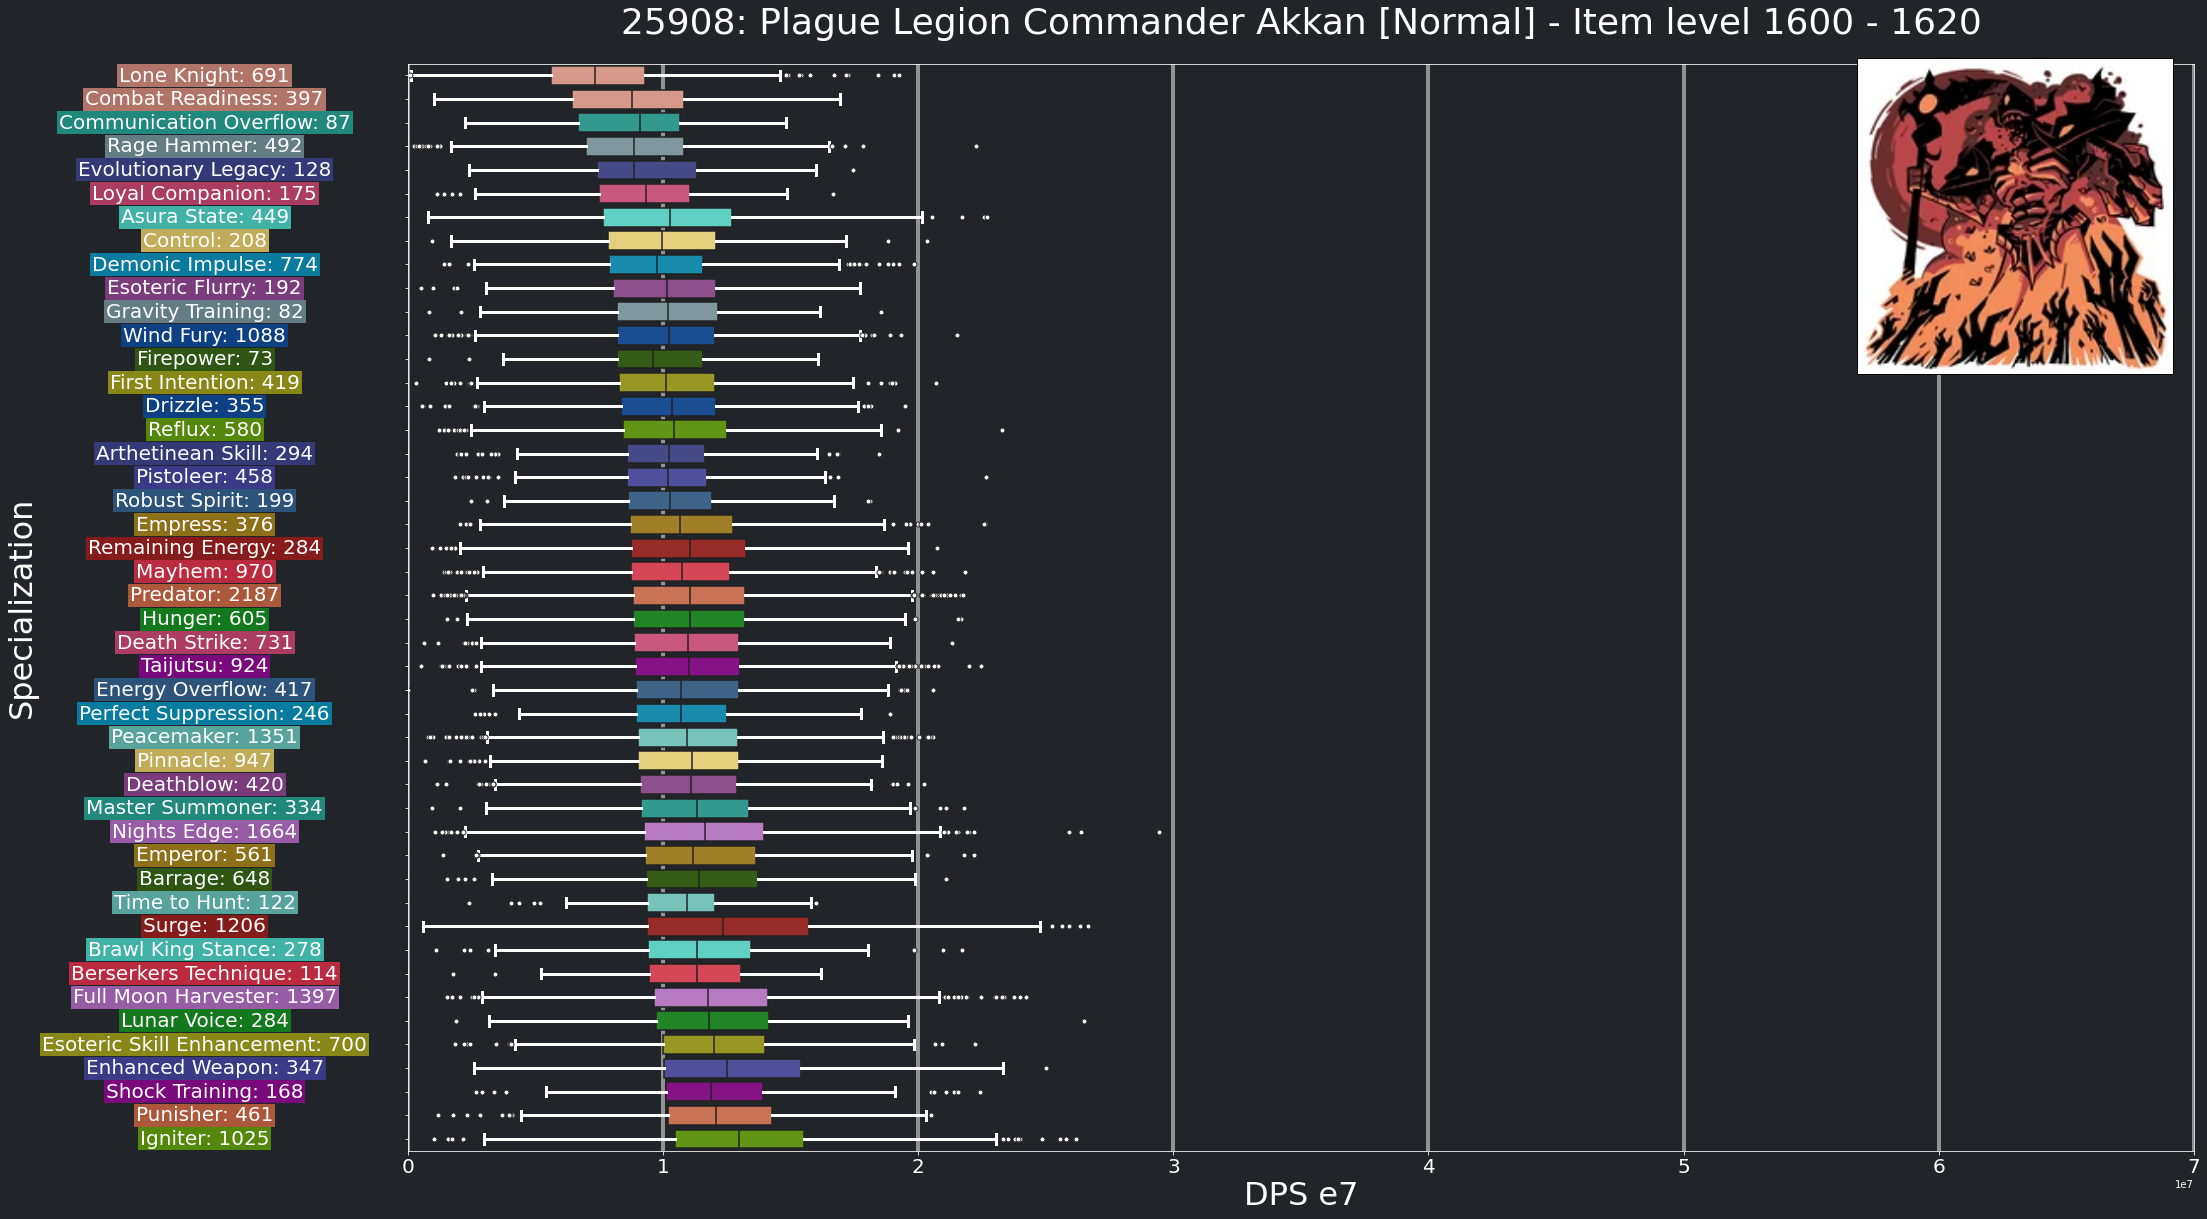 25908: Plague Legion Commander Akkan [Normal] - Item level 1600 - 1620
Specialization
Lone Knight: 691
Combat Readiness: 397
Communication Overflow: 87
Rage Hammer: 492
Evolutionary Legacy: 128
Loyal Companion: 175
Asura State: 449
Control: 208
Demonic Impulse: 774
Esoteric Flurry: 192
Gravity Training: 82
Wind Fury: 1088
Firepower: 73
First Intention: 419
Drizzle: 355
Reflux: 580
Arthetinean Skill: 294
Pistoleer: 458
Robust Spirit: 199
Empress: 376
Remaining Energy: 284
Mayhem: 970
Predator: 2187
Hunger: 605
Death Strike: 731
Taijutsu: 924
Energy Overflow: 417
Perfect Suppression: 246
Peacemaker: 1351
Pinnacle: 947
Deathblow: 420
Master Summoner: 334
Nights Edge: 1664
Emperor: 561
Barrage: 648
Time to Hunt: 122
Surge: 1206
Brawl King Stance: 278
Berserkers Technique: 114
Full Moon Harvester: 1397
Lunar Voice: 284
Esoteric Skill Enhancement: 700
Enhanced Weapon: 347
Shock Training: 168
Punisher: 461
Igniter: 1025
0 1 2 3 4 5 6 7
DPS e7
1e7